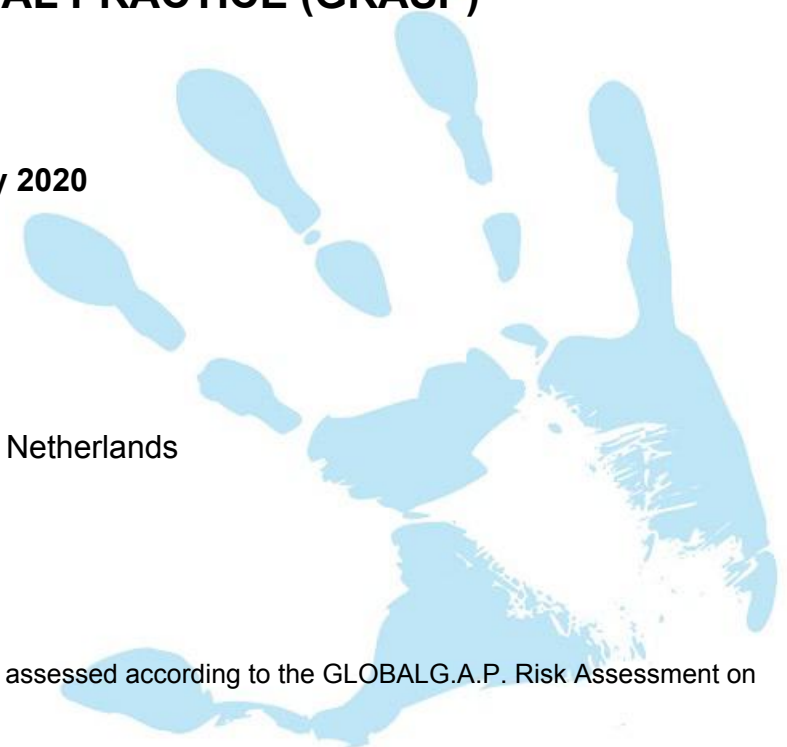 AL PRACTICE (GRASP)
y 2020
Netherlands
assessed according to the GLOBALG.A.P. Risk Assessment on